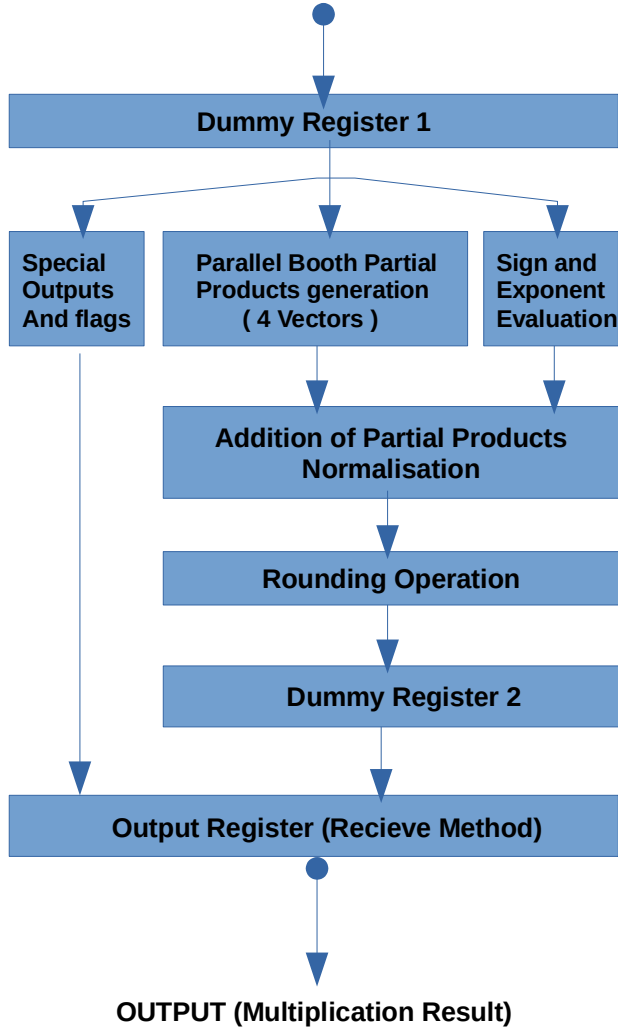 Dummy Register 1
Special
Outputs
And flags
Parallel Booth Partial
Products generation
( 4 Vectors )
Sign and
Exponent
Evaluation
Addition of Partial Products
Normalisation
Rounding Operation
Dummy Register 2
Output Register (Recieve Method)
OUTPUT (Multiplication Result)